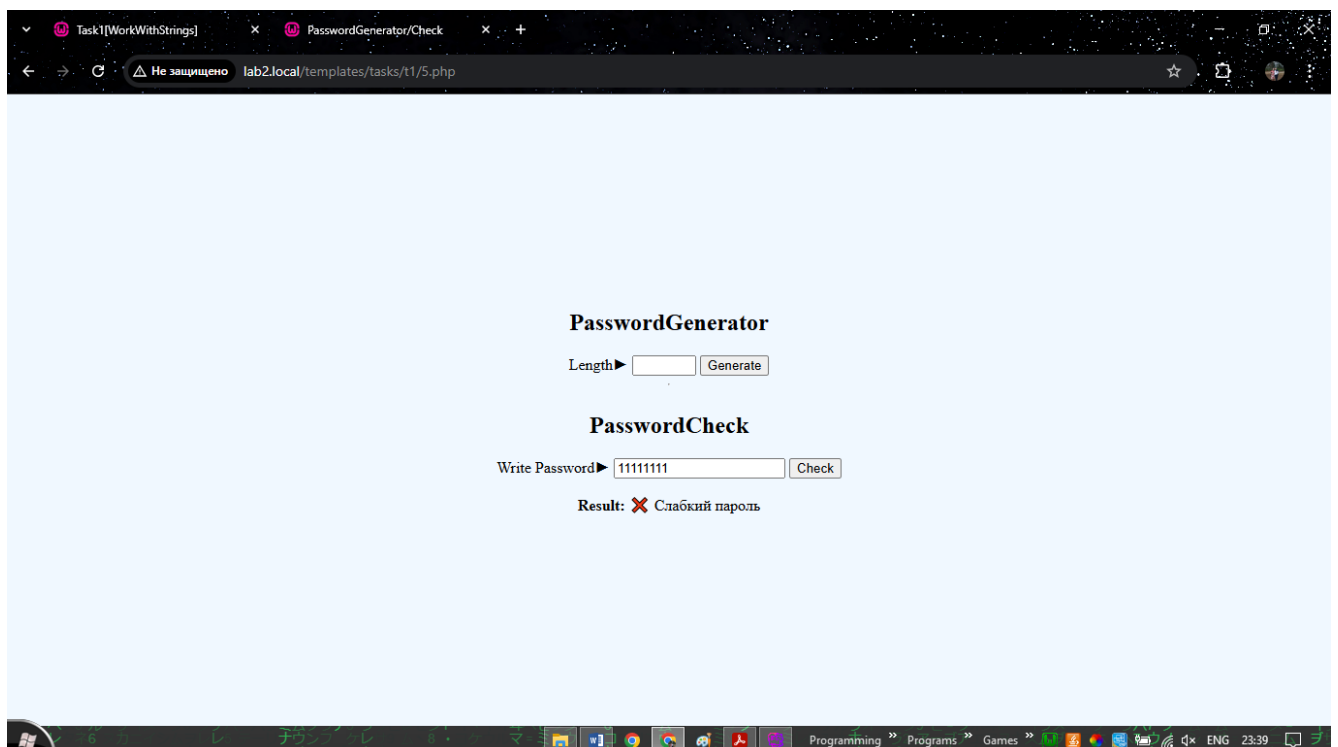 Task1[WorkWithStrings]
PasswordGenerator/Check
Не защищено lab2.local/templates/tasks/t1/5.php
PasswordGenerator
Length► Generate
PasswordCheck
Write Password► 11111111 Check
Result: ❌ Слабкий пароль
Programming » Programs » Games » ENG 23:39